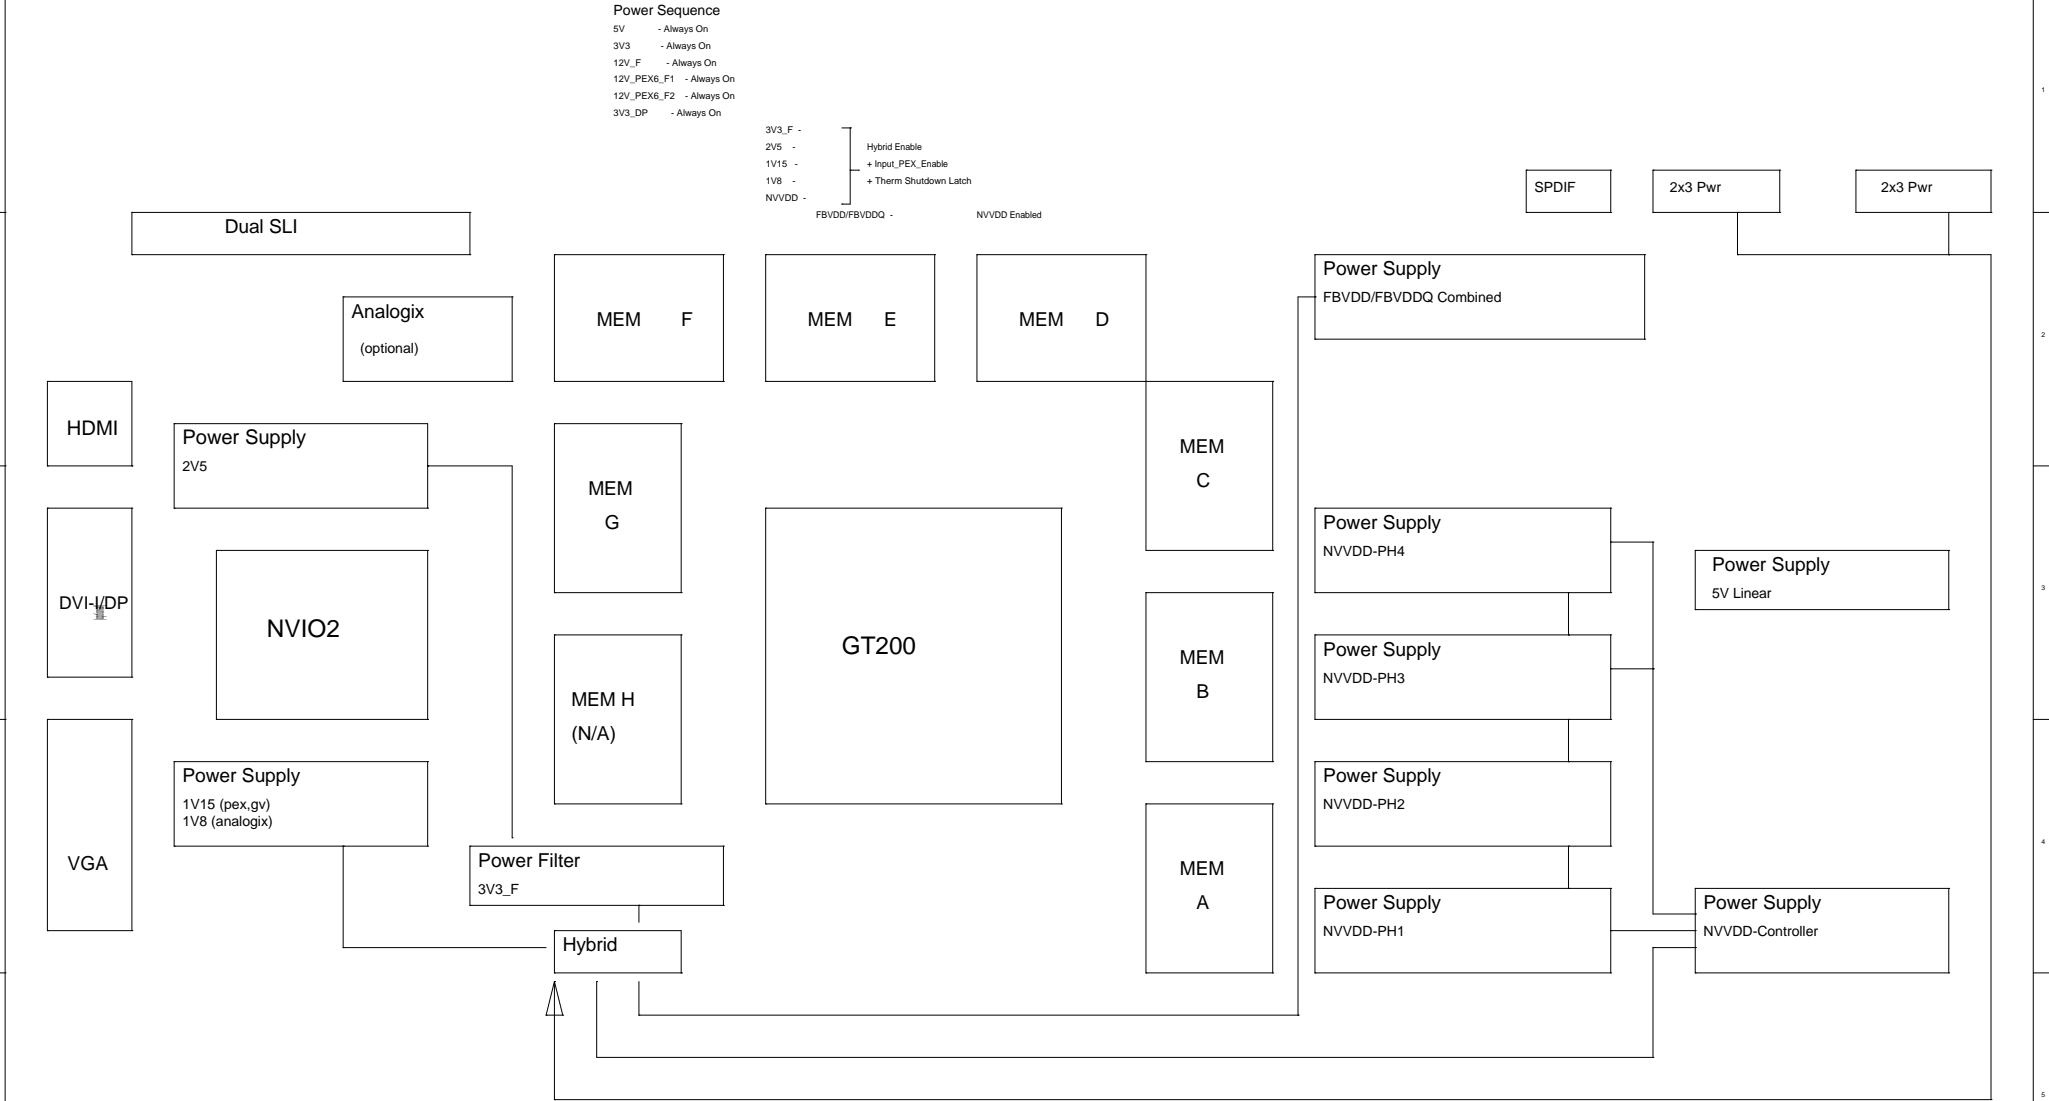 Power Sequence
5V - Always On
3V3 - Always On
12V_F - Always On
12V_PEX6_F1 - Always On
12V_PEX6_F2 - Always On
3V3_DP - Always On
3V3_F -
2V5 - Hybrid Enable
1V15 - + Input_PEX_Enable
1V8 - + Therm Shutdown Latch
NVVDD -
FBVDD/FBVDDQ - NVVDD Enabled
1
SPDIF
2x3 Pwr
2x3 Pwr
Dual SLI
Analogix
(optional)
MEM F
MEM E
MEM D
Power Supply
FBVDD/FBVDDQ Combined
2
HDMI
Power Supply
2V5
MEM
G
MEM
C
Power Supply
NVVDD-PH4
Power Supply
5V Linear
3
DVI-I/DP
NVIO2
GT200
MEM H
(N/A)
MEM
B
Power Supply
NVVDD-PH3
Power Supply
1V15 (pex,gv)
1V8 (analogix)
Power Supply
NVVDD-PH2
4
VGA
Power Filter
3V3_F
MEM
A
Power Supply
NVVDD-PH1
Power Supply
NVVDD-Controller
Hybrid
5